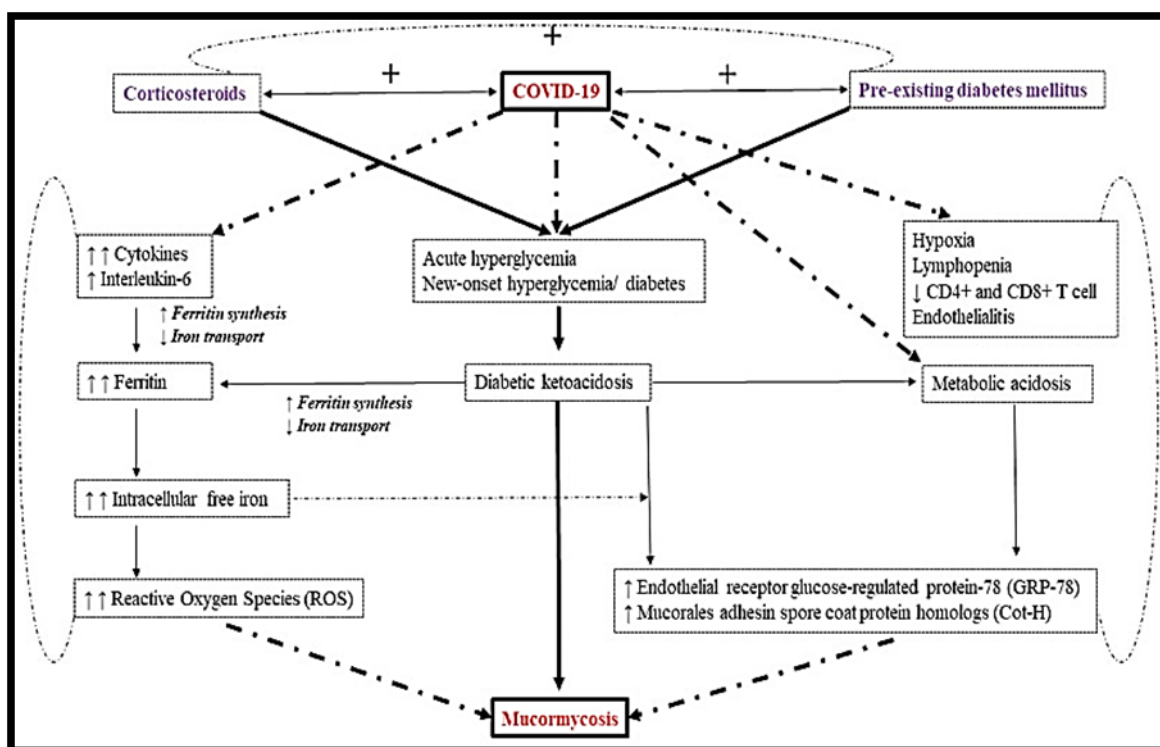 +
+
+
Corticosteroids
COVID-19
Pre-existing diabetes mellitus
↑ ↑ Cytokines
↑ Interleukin-6
Acute hyperglycemia
New-onset hyperglycemia/ diabetes
Hypoxia
Lymphopenia
↓ CD4+ and CD8+ T cell
Endothelialitis
↑ Ferritin synthesis
↓ Iron transport
↑ ↑ Ferritin
Diabetic ketoacidosis
Metabolic acidosis
↑ Ferritin synthesis
↓ Iron transport
↑ ↑ Intracellular free iron
↑ ↑ Reactive Oxygen Species (ROS)
↑ Endothelial receptor glucose-regulated protein-78 (GRP-78)
↑ Mucorales adhesin spore coat protein homologs (Cot-H)
Mucormycosis